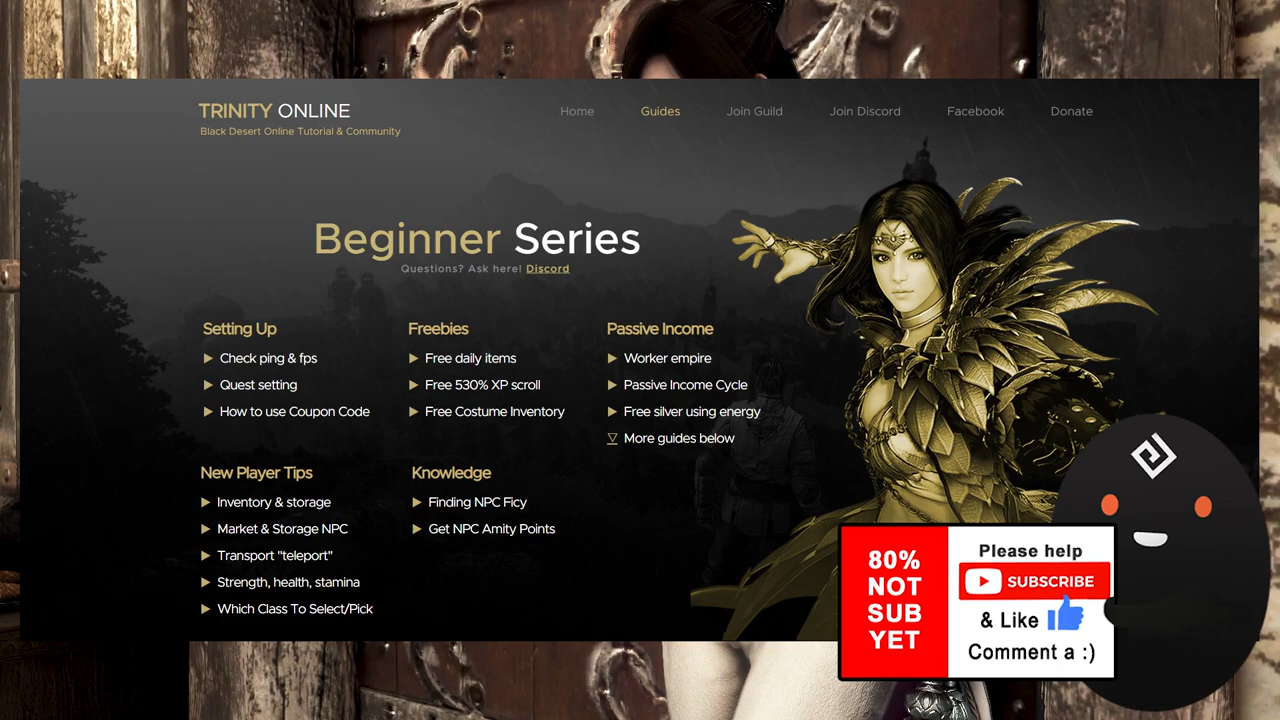 TRINITY ONLINE
Black Desert Online Tutorial & Community
Home
Guides
Join Guild
Join Discord
Facebook
Donate
Beginner Series
Questions? Ask here! Discord
Setting Up
Check ping & fps
Quest setting
How to use Coupon Code
Freebies
Free daily items
Free 530% XP scroll
Free Costume Inventory
Passive Income
Worker empire
Passive Income Cycle
Free silver using energy
More guides below
New Player Tips
Inventory & storage
Market & Storage NPC
Transport "teleport"
Strength, health, stamina
Which Class To Select/Pick
Knowledge
Finding NPC Ficy
Get NPC Amity Points
80%
NOT
SUB
YET
Please help
SUBSCRIBE
& Like
Comment a :)